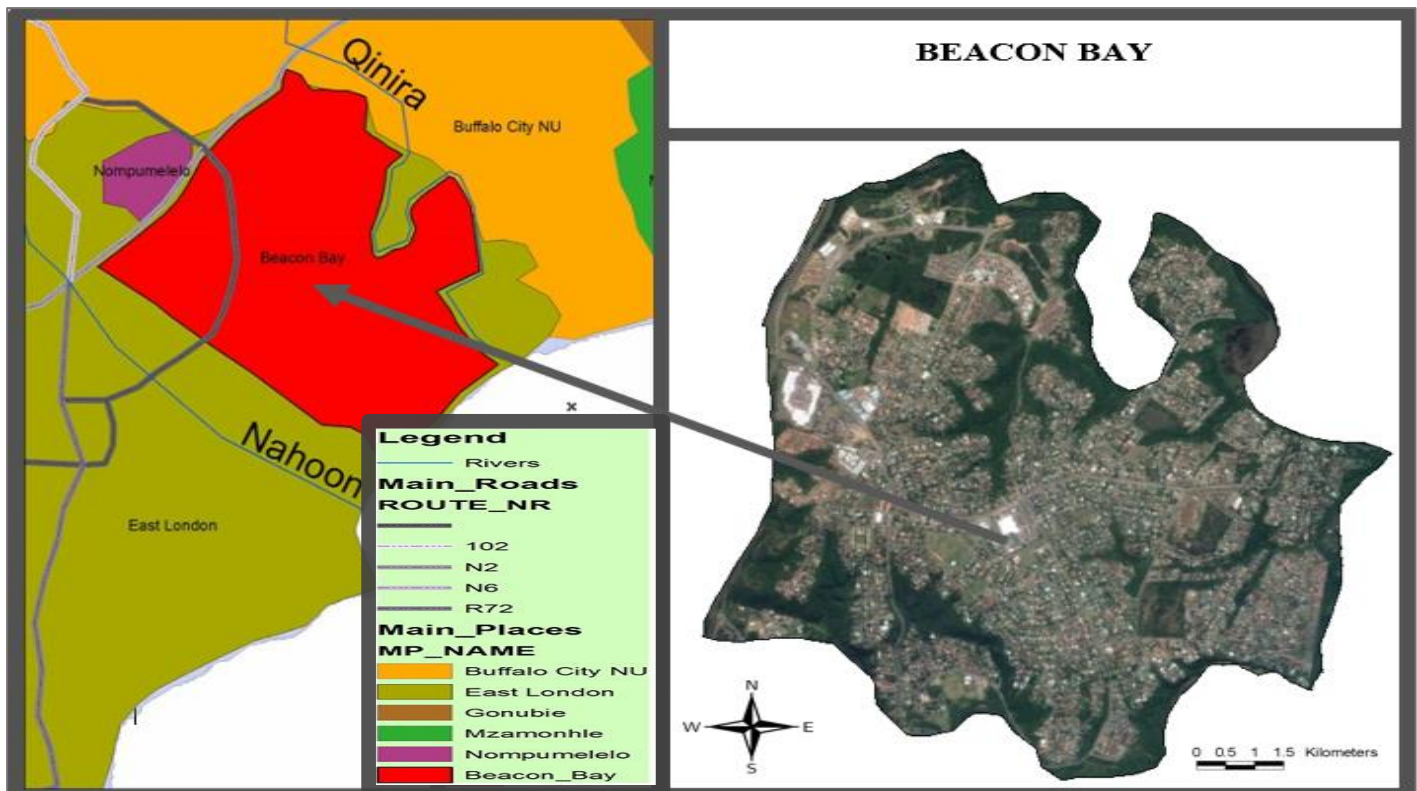 BEACON BAY
Qinira
Buffalo City NU
Nompumelelo
Beacon Bay
Nahoon
East London
Legend
Rivers
Main_Roads
ROUTE_NR
102
N2
N6
R72
Main_Places
MP_NAME
Buffalo City NU
East London
Gonubie
Mzamonhle
Nompumelelo
Beacon_Bay
N
W E
S
0 0.5 1 1.5 Kilometers